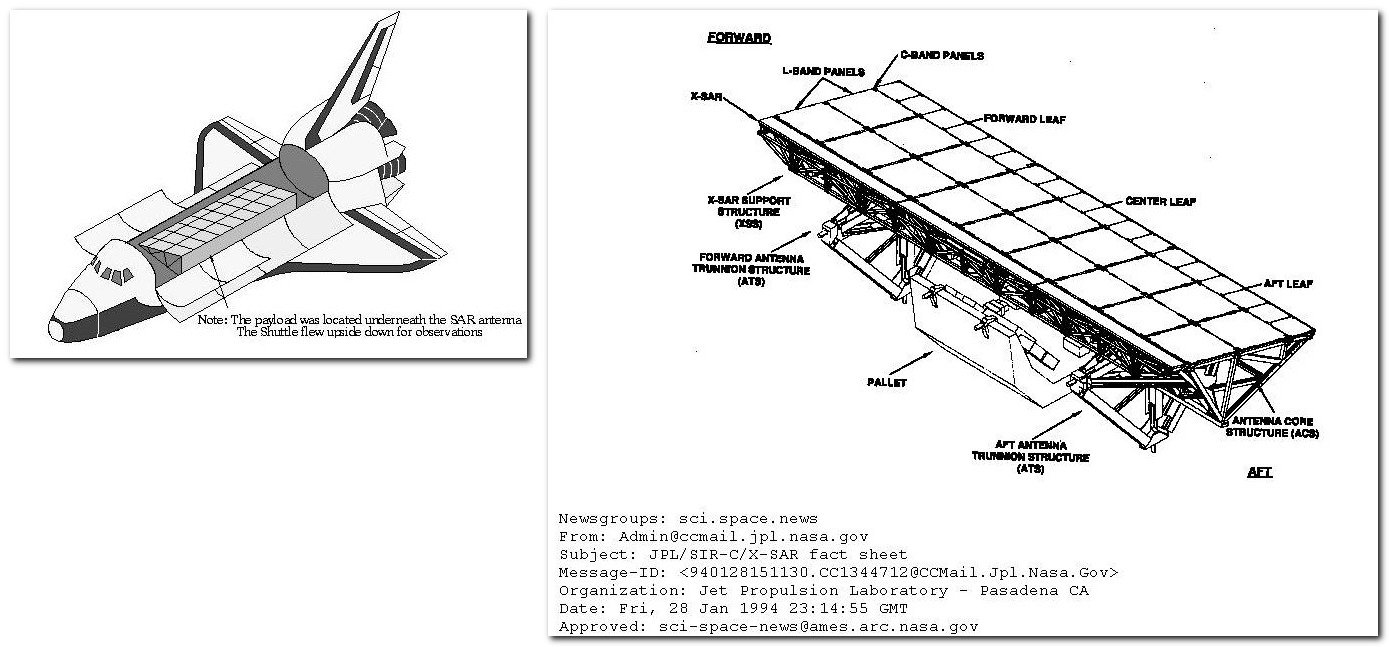 Note: The payload was located underneath the SAR antenna
The Shuttle flew upside down for observations
FORWARD
C-BAND PANELS
L-BAND PANELS
X-SAR
FORWARD LEAF
CENTER LEAF
X-SAR SUPPORT
STRUCTURE
(XSS)
FORWARD ANTENNA
TRUNNION STRUCTURE
(ATS)
AFT LEAF
PALLET
ANTENNA CORE
STRUCTURE (ACS)
AFT ANTENNA
TRUNNION STRUCTURE
(ATS)
AFT
Newsgroups: sci.space.news
From: Admin@ccmail.jpl.nasa.gov
Subject: JPL/SIR-C/X-SAR fact sheet
Message-ID: <940128151130.CC1344712@CCMail.Jpl.Nasa.Gov>
Organization: Jet Propulsion Laboratory - Pasadena CA
Date: Fri, 28 Jan 1994 23:14:55 GMT
Approved: sci-space-news@ames.arc.nasa.gov